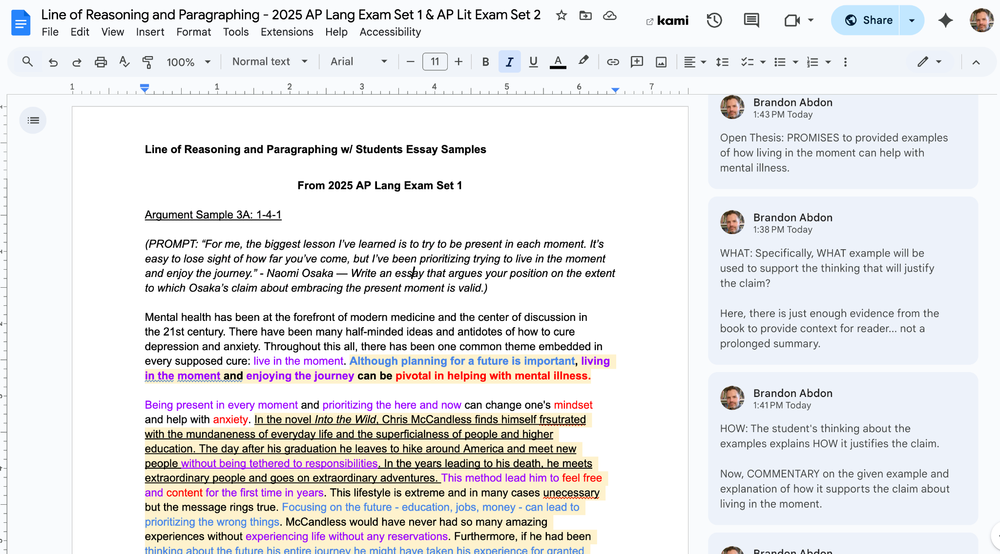 Line of Reasoning and Paragraphing - 2025 AP Lang Exam Set 1 & AP Lit Exam Set 2
kami
Share
File Edit View Insert Format Tools Extensions Help Accessibility
100% Normal text Arial 11 B I U A
1 1 2 3 4 5 6 7
Line of Reasoning and Paragraphing w/ Students Essay Samples
From 2025 AP Lang Exam Set 1
Argument Sample 3A: 1-4-1
(PROMPT: “For me, the biggest lesson I’ve learned is to try to be present in each moment. It’s
easy to lose sight of how far you’ve come, but I’ve been prioritizing trying to live in the moment
and enjoy the journey.” - Naomi Osaka — Write an essay that argues your position on the extent
to which Osaka’s claim about embracing the present moment is valid.)
Mental health has been at the forefront of modern medicine and the center of discussion in
the 21st century. There have been many half-minded ideas and antidotes of how to cure
depression and anxiety. Throughout this all, there has been one common theme embedded in
every supposed cure: live in the moment. Although planning for a future is important, living
in the moment and enjoying the journey can be pivotal in helping with mental illness.
Being present in every moment and prioritizing the here and now can change one's mindset
and help with anxiety. In the novel Into the Wild, Chris McCandless finds himself frsutrated
with the mundaneness of everyday life and the superficialness of people and higher
education. The day after his graduation he leaves to hike around America and meet new
people without being tethered to responsibilities. In the years leading to his death, he meets
extraordinary people and goes on extraordinary adventures. This method lead him to feel free
and content for the first time in years. This lifestyle is extreme and in many cases unecessary
but the message rings true. Focusing on the future - education, jobs, money - can lead to
prioritizing the wrong things. McCandless would have never had so many amazing
experiences without experiencing life without any reservations. Furthermore, if he had been
thinking about the future his entire journey he might have taken his experience for granted
Brandon Abdon
1:43 PM Today
Open Thesis: PROMISES to provided examples
of how living in the moment can help with
mental illness.
Brandon Abdon
1:38 PM Today
WHAT: Specifically, WHAT example will be
used to support the thinking that will justify
the claim?
Here, there is just enough evidence from the
book to provide context for reader... not a
prolonged summary.
Brandon Abdon
1:41 PM Today
HOW: The student's thinking about the
examples explains HOW it justifies the claim.
Now, COMMENTARY on the given example and
explanation of how it supports the claim about
living in the moment.
Brandon Abdon